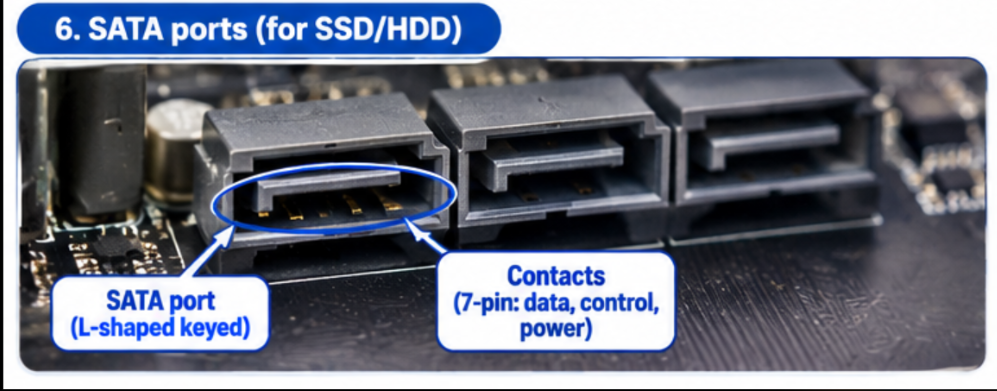 6. SATA ports (for SSD/HDD)
SATA port
(L-shaped keyed)
Contacts
(7-pin: data, control,
power)